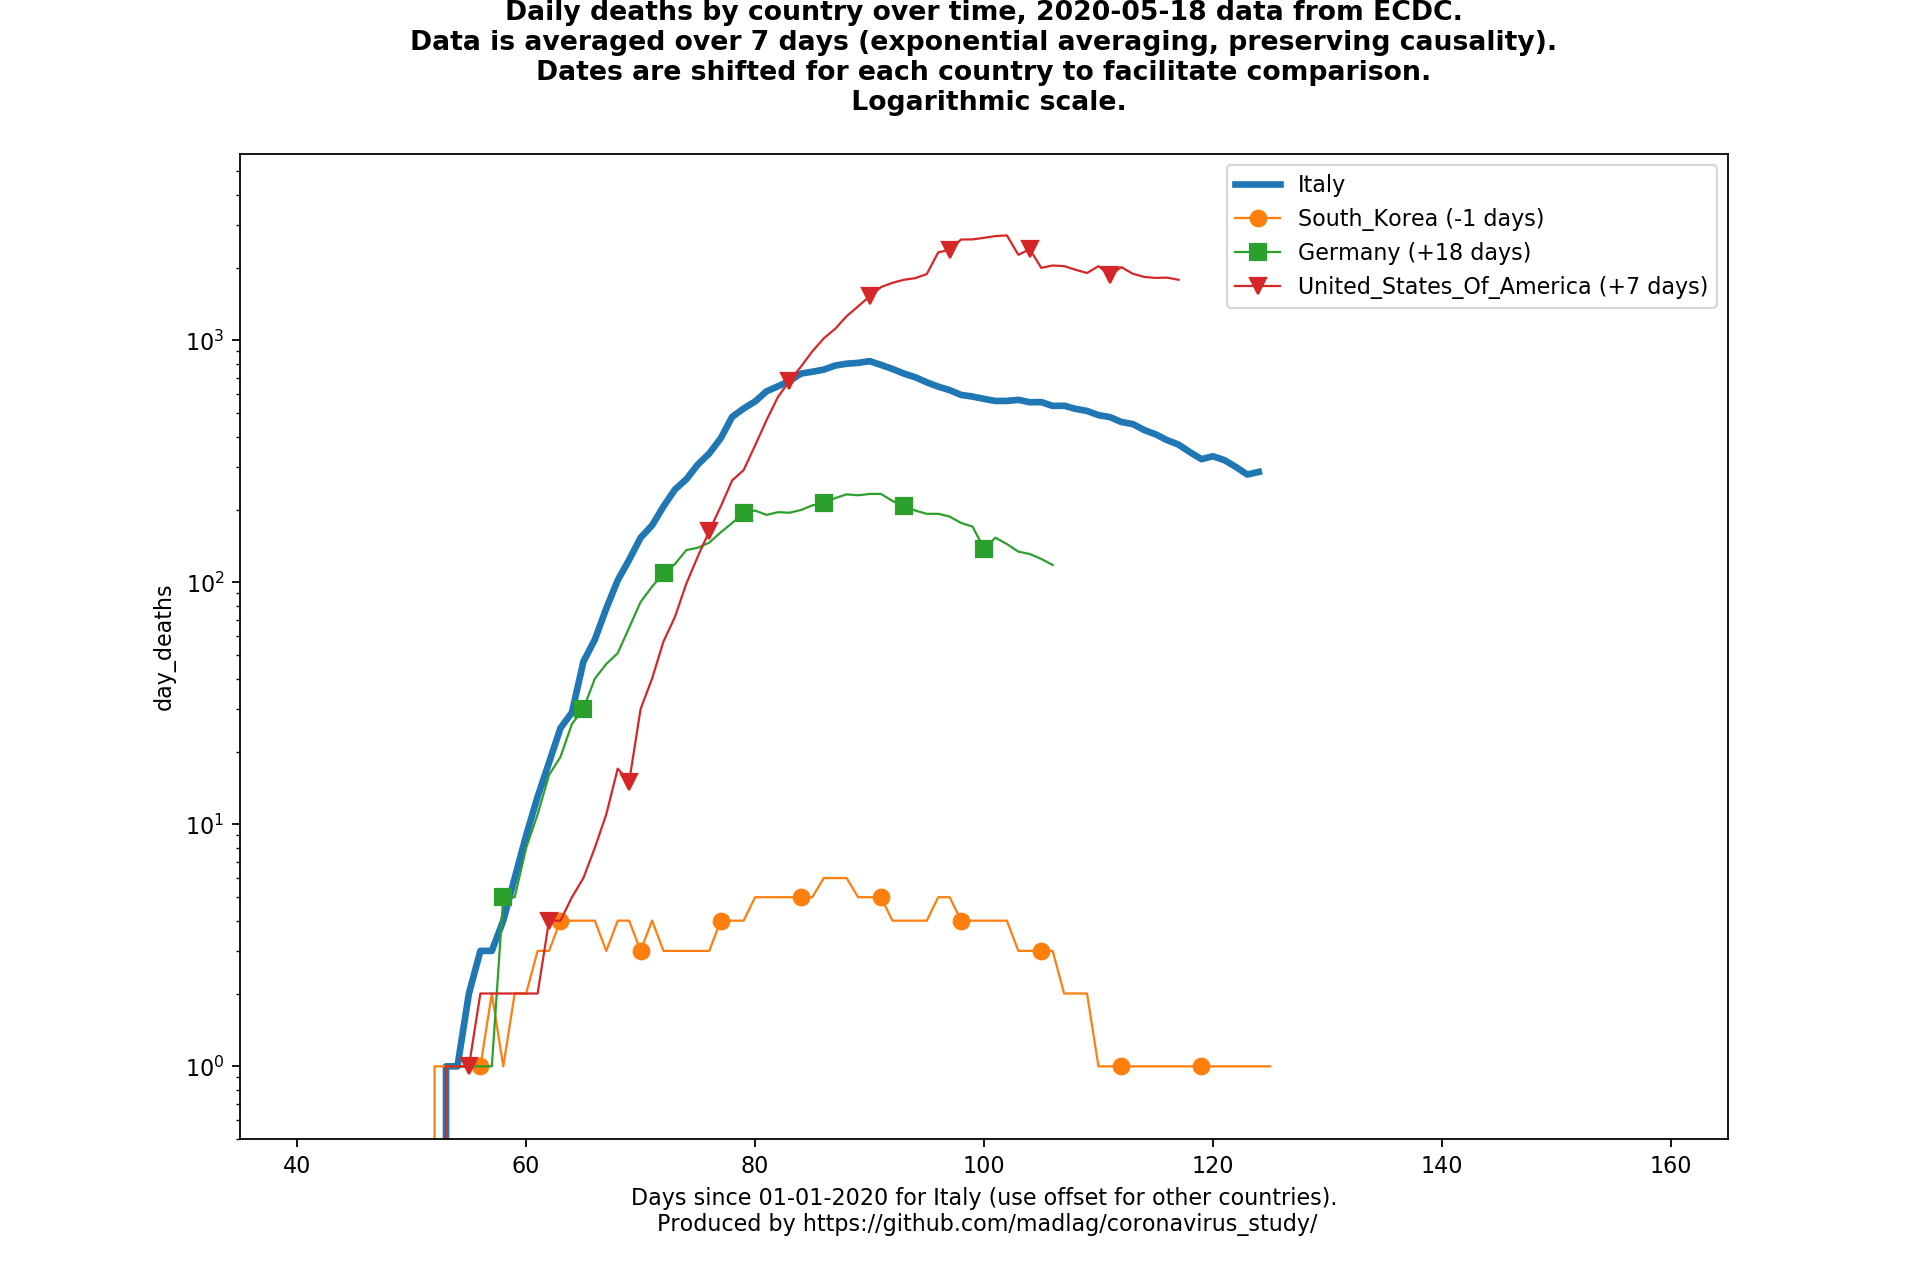 Daily deaths by country over time, 2020-05-18 data from ECDC.
Data is averaged over 7 days (exponential averaging, preserving causality).
Dates are shifted for each country to facilitate comparison.
Logarithmic scale.
Italy
South_Korea (-1 days)
Germany (+18 days)
United_States_Of_America (+7 days)
10³
10²
10¹
10⁰
day_deaths
40 60 80 100 120 140 160
Days since 01-01-2020 for Italy (use offset for other countries).
Produced by https://github.com/madlag/coronavirus_study/